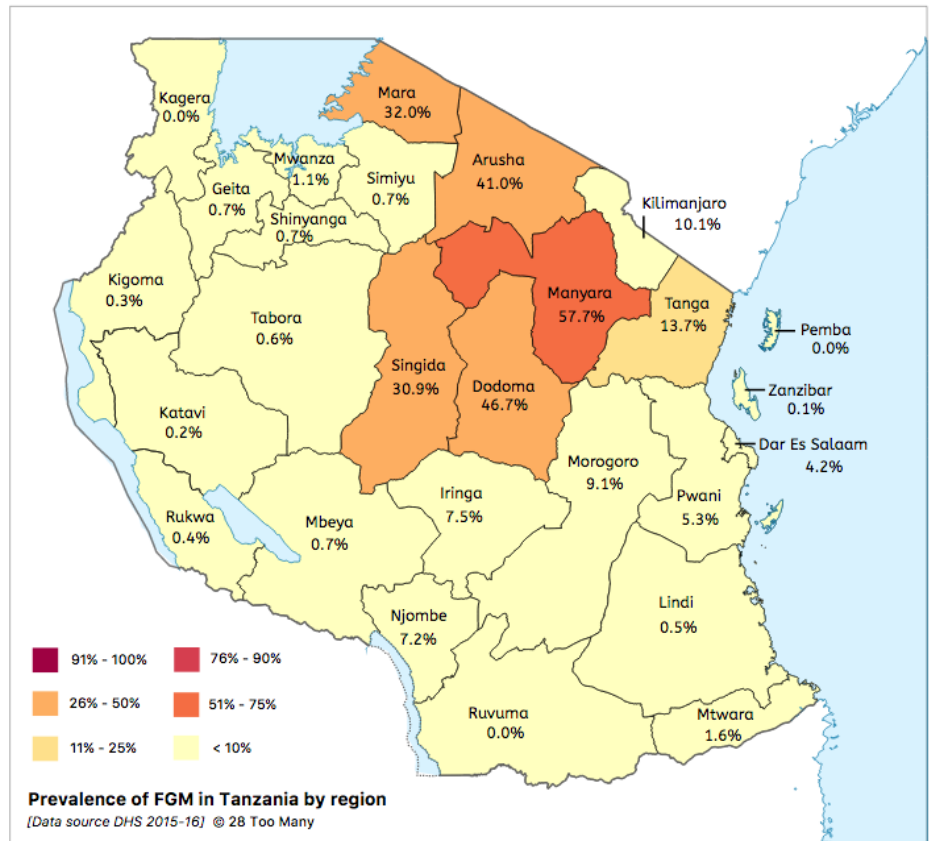 Kagera
0.0%
Mara
32.0%
Mwanza
1.1%
Arusha
41.0%
Simiyu
0.7%
Geita
0.7%
Kilimanjaro
10.1%
Shinyanga
0.7%
Kigoma
0.3%
Manyara
57.7%
Tanga
13.7%
Tabora
0.6%
Pemba
0.0%
Singida
30.9%
Dodoma
46.7%
Zanzibar
0.1%
Katavi
0.2%
Dar Es Salaam
4.2%
Morogoro
9.1%
Iringa
7.5%
Pwani
5.3%
Rukwa
0.4%
Mbeya
0.7%
Lindi
0.5%
Njombe
7.2%
Ruvuma
0.0%
Mtwara
1.6%
91% - 100%
76% - 90%
26% - 50%
51% - 75%
11% - 25%
< 10%
Prevalence of FGM in Tanzania by region
[Data source DHS 2015-16] © 28 Too Many